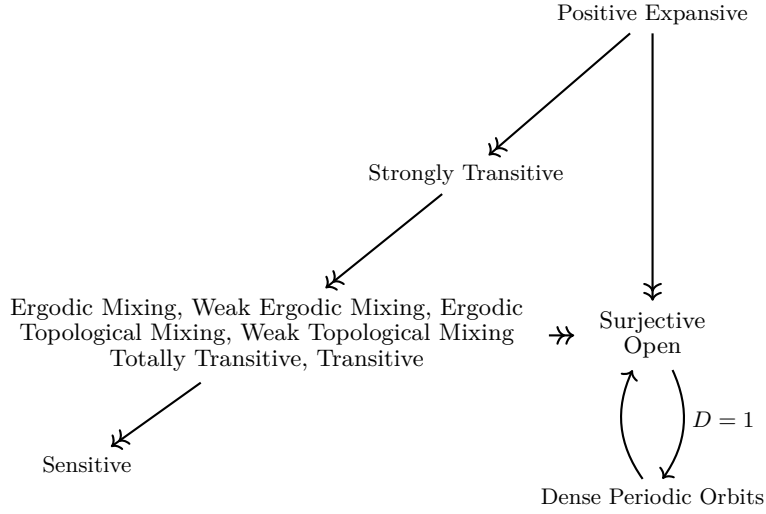 Positive Expansive
Strongly Transitive
Ergodic Mixing, Weak Ergodic Mixing, Ergodic
Topological Mixing, Weak Topological Mixing
Totally Transitive, Transitive
Surjective
Open
D = 1
Sensitive
Dense Periodic Orbits